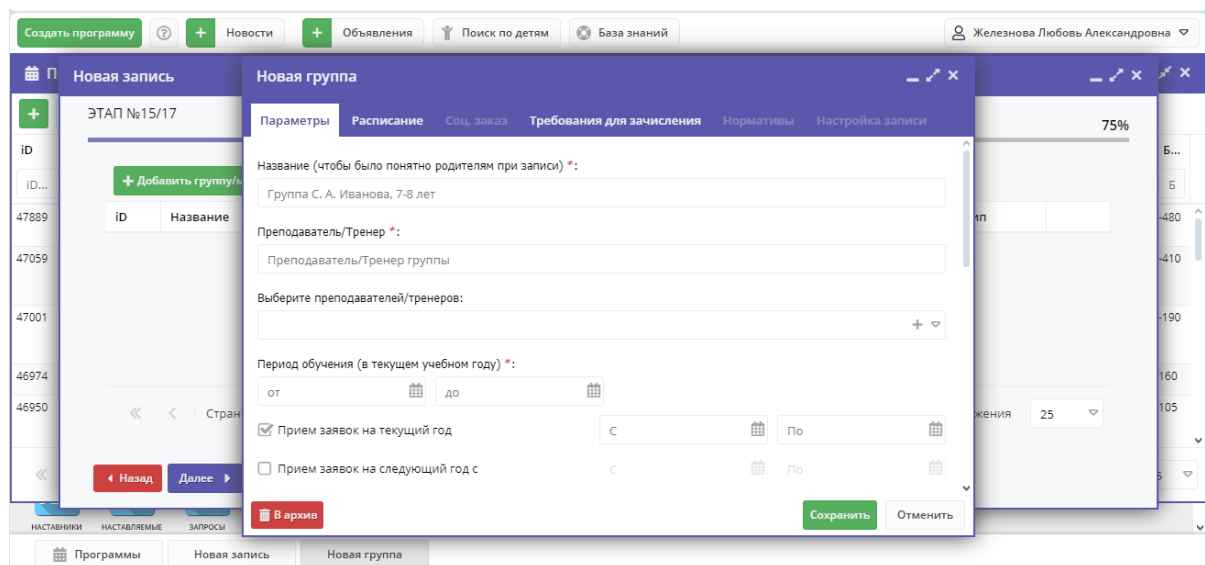 Создать программу + Новости + Объявления Поиск по детям База знаний Железнова Любовь Александровна
П Новая запись Новая группа
+ ЭТАП №15/17 Параметры Расписание Соц. заказ Требования для зачисления Нормативы Настройка записи 75%
iD Название (чтобы было понятно родителям при записи) *: Б...
iD... + Добавить группу/м Группа С. А. Иванова, 7-8 лет Б
47889 iD Название ип -480
Преподаватель/Тренер *:
47059 Преподаватель/Тренер группы -410
Выберите преподавателей/тренеров:
47001 -190
Период обучения (в текущем учебном году) *:
46974 от до 160
46950 Стран жения 25 105
Прием заявок на текущий год С По
Назад Далее Прием заявок на следующий год с С По
В архив Сохранить Отменить
НАСТАВНИКИ НАСТАВЛЯЕМЫЕ ЗАПРОСЫ
Программы Новая запись Новая группа